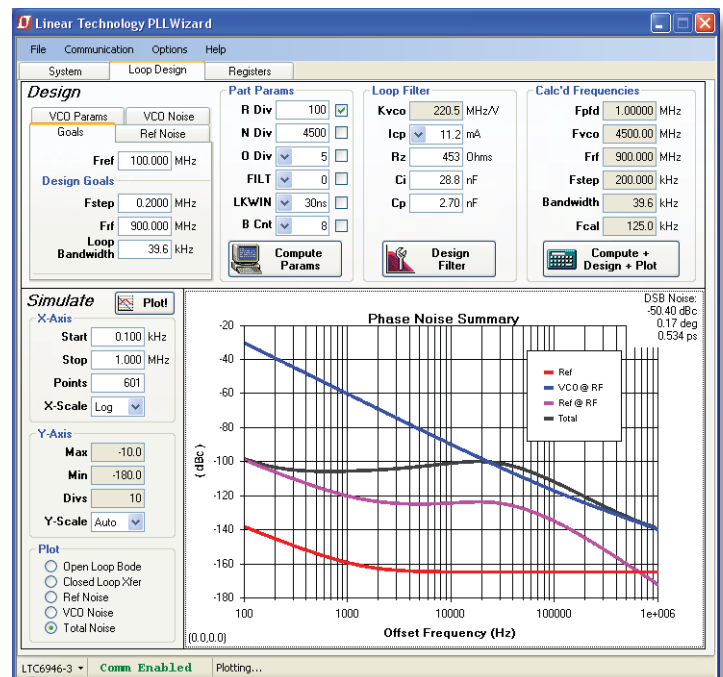 Linear Technology PLLWizard
File Communication Options Help
System Loop Design Registers
Design
VCO Params VCO Noise
Goals Ref Noise
Fref 100.000 MHz
Design Goals
Fstep 0.2000 MHz
Frf 900.000 MHz
Loop
Bandwidth 39.6 kHz
Part Params
R Div 100
N Div 4500
O Div 5
FILT 0
LKWIN 30ns
B Cnt 8
Compute
Params
Loop Filter
Kvco 220.5 MHz/V
Icp 11.2 mA
Rz 453 Ohms
Ci 28.8 nF
Cp 2.70 nF
Design
Filter
Calc'd Frequencies
Fpfd 1.00000 MHz
Fvco 4500.00 MHz
Frf 900.000 MHz
Fstep 200.000 kHz
Bandwidth 39.6 kHz
Fcal 125.0 kHz
Compute +
Design + Plot
Simulate Plot!
X-Axis
Start 0.100 kHz
Stop 1.000 MHz
Points 601
X-Scale Log
Y-Axis
Max -10.0
Min -180.0
Divs 10
Y-Scale Auto
Plot
Open Loop Bode
Closed Loop Xfer
Ref Noise
VCO Noise
Total Noise
DSB Noise:
-50.40 dBc
0.17 deg
0.534 ps
Phase Noise Summary
-20
-40
-60
-80
-100
-120
-140
-160
-180
(dBc)
Ref
VCO @ RF
Ref @ RF
Total
100 1000 10000 100000 1e+006
Offset Frequency (Hz)
(0.0,0.0)
LTC6946-3 Comm Enabled Plotting...